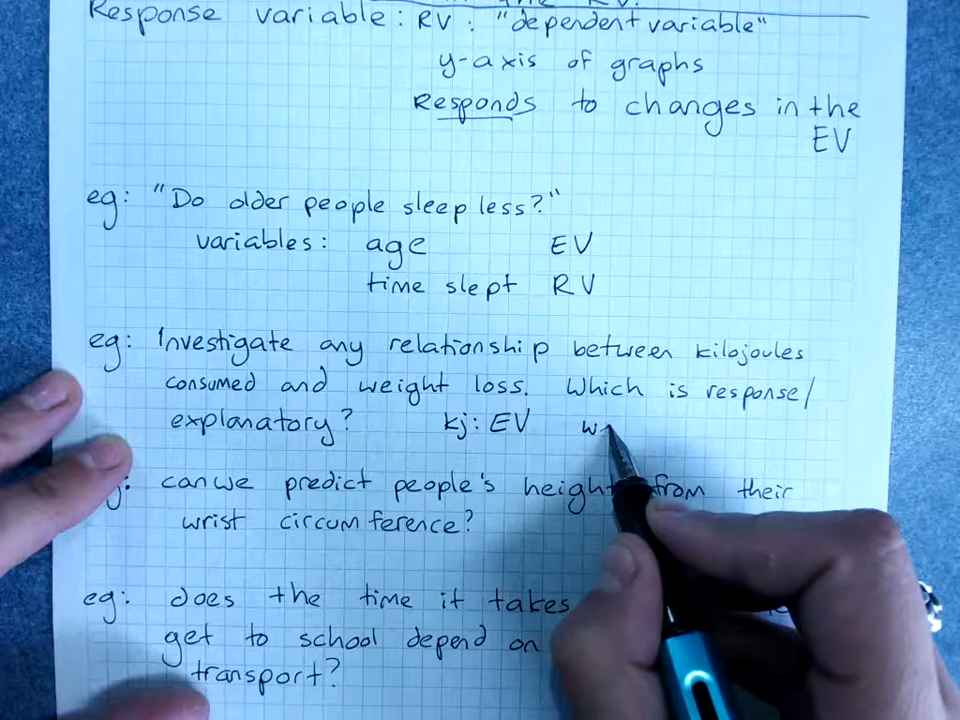 in the RV.
Response variable: RV: "dependent variable"
y-axis of graphs
Responds to changes in the
EV
eg: "Do older people sleep less?"
variables: age EV
time slept RV
eg: Investigate any relationship between kilojoules
consumed and weight loss. Which is response/
explanatory? kj: EV
can we predict people's height from their
wrist circumference?
eg: does the time it takes
get to school depend on
transport?